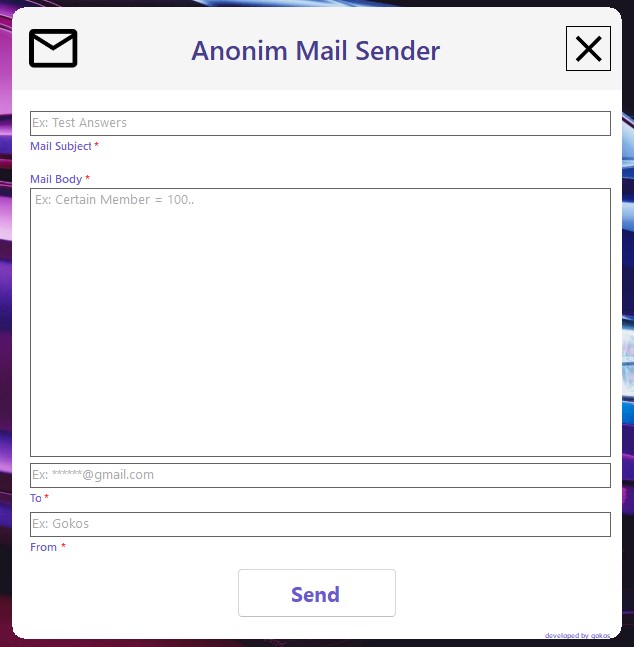 Anonim Mail Sender
Ex: Test Answers
Mail Subject *
Mail Body *
Ex: Certain Member = 100..
Ex: ******@gmail.com
To *
Ex: Gokos
From *
Send
developed by gokos